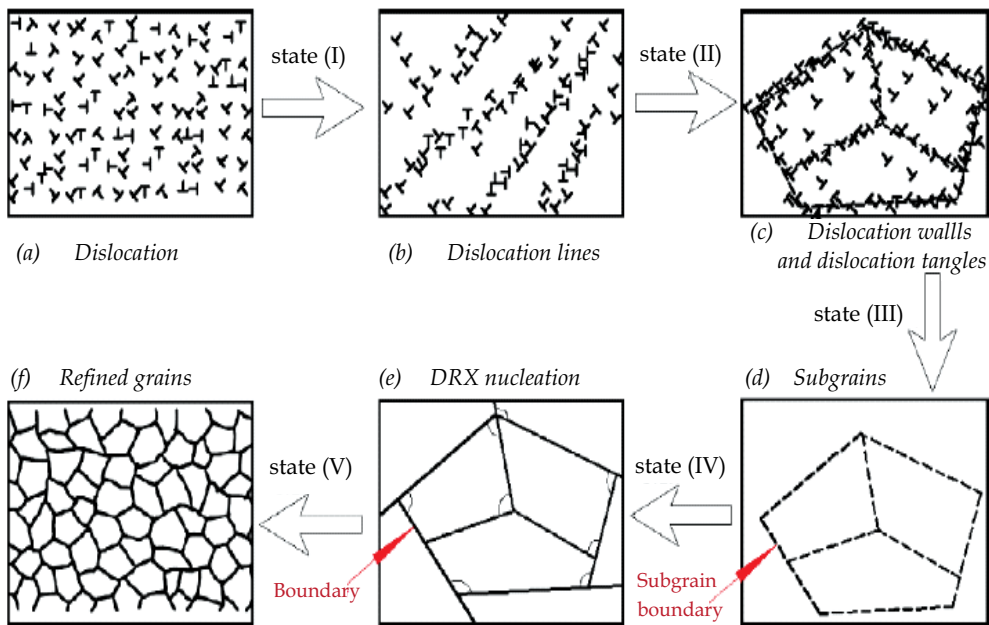 state (I)
state (II)
(a) Dislocation
(b) Dislocation lines
(c) Dislocation wallls
and dislocation tangles
state (III)
(f) Refined grains
(e) DRX nucleation
(d) Subgrains
state (V)
state (IV)
Boundary
Subgrain
boundary